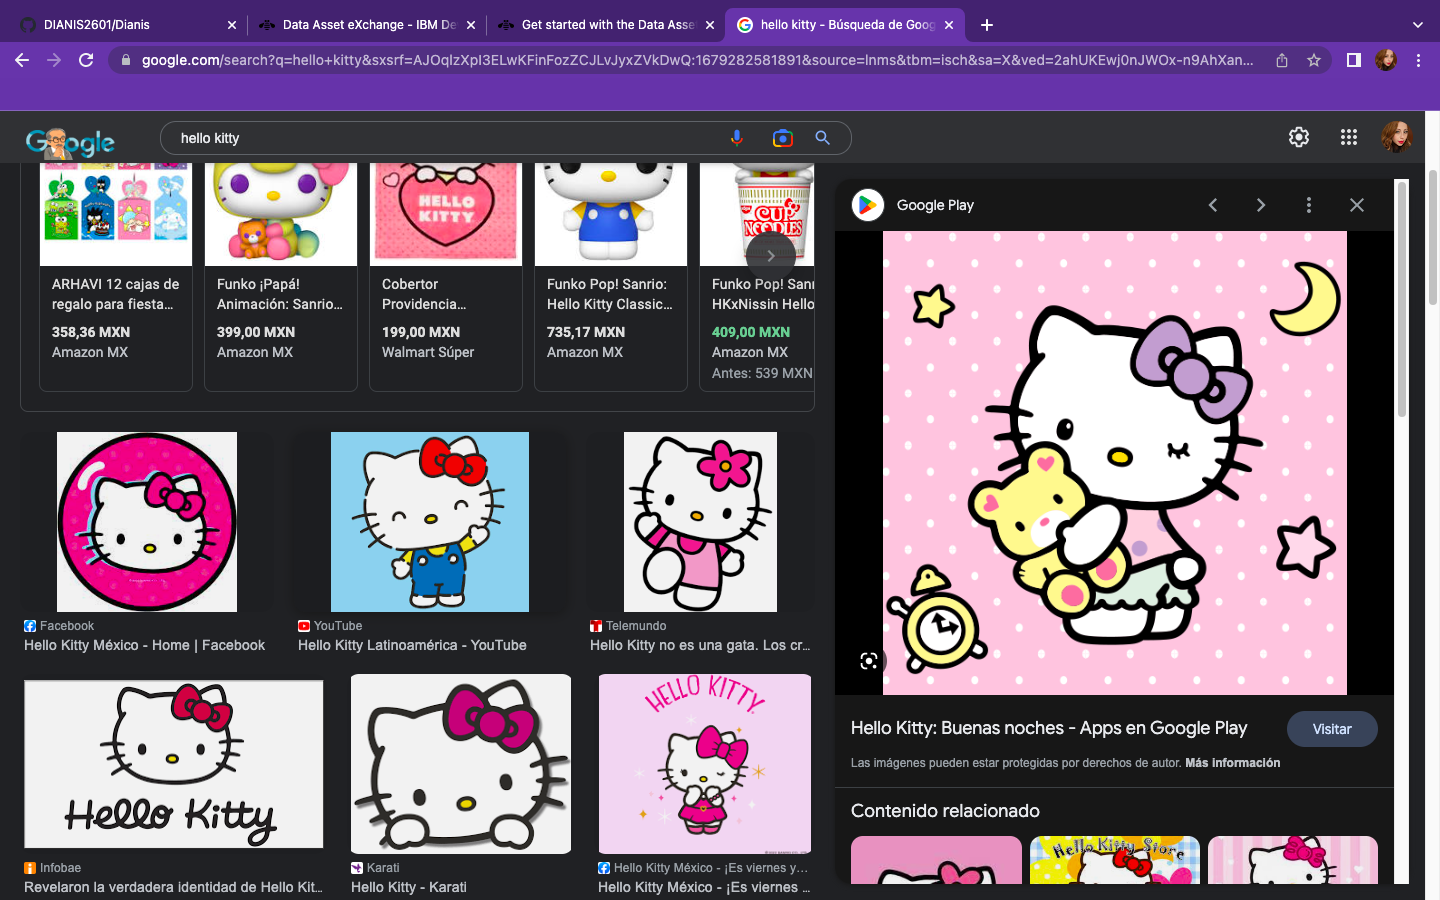 DIANIS2601/Dianis
Data Asset eXchange - IBM De
Get started with the Data Asse
hello kitty - Búsqueda de Goog
google.com/search?q=hello+kitty&sxsrf=AJOqlzXpI3ELwKFinFozZCJLvJyxZVkDwQ:1679282581891&source=lnms&tbm=isch&sa=X&ved=2ahUKEwj0nJWOx-n9AhXan...
Google
hello kitty
HELLO
KITTY
CUP
NOODLES
ARHAVI 12 cajas de
regalo para fiesta...
358,36 MXN
Amazon MX
Funko ¡Papá!
Animación: Sanrio...
399,00 MXN
Amazon MX
Cobertor
Providencia...
199,00 MXN
Walmart Súper
Funko Pop! Sanrio:
Hello Kitty Classic...
735,17 MXN
Amazon MX
Funko Pop! Sanr
HKxNissin Hello
409,00 MXN
Amazon MX
Antes: 539 MXN
Facebook
Hello Kitty México - Home | Facebook
YouTube
Hello Kitty Latinoamérica - YouTube
Telemundo
Hello Kitty no es una gata. Los cr...
Hello Kitty
Infobae
Revelaron la verdadera identidad de Hello Kit...
Karati
Hello Kitty - Karati
HELLO KITTY
Hello Kitty México - ¡Es viernes y...
Hello Kitty México - ¡Es viernes ...
Google Play
Hello Kitty: Buenas noches - Apps en Google Play
Visitar
Las imágenes pueden estar protegidas por derechos de autor. Más información
Contenido relacionado
Hello Kitty Store